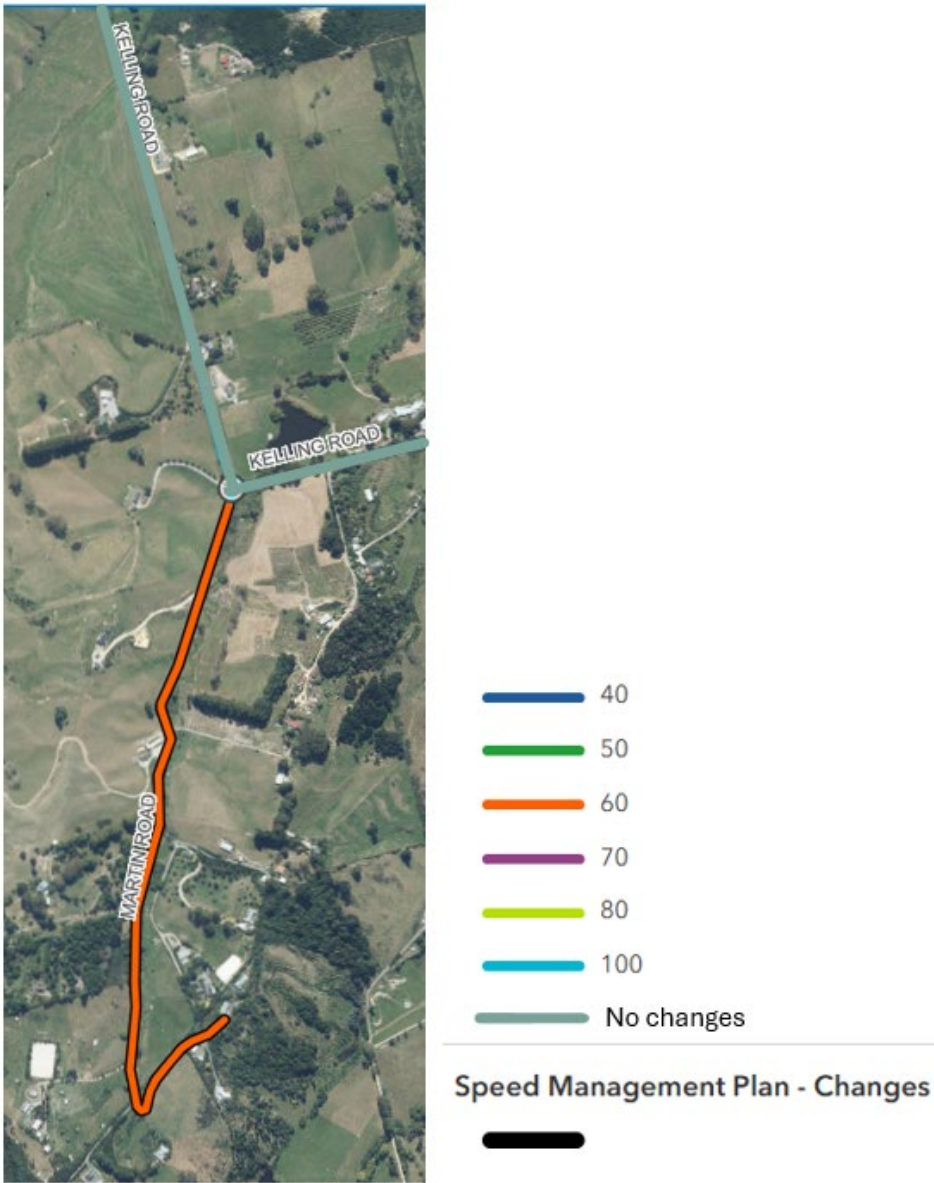 KELLING ROAD
KELLING ROAD
MARTIN ROAD
40
50
60
70
80
100
No changes
Speed Management Plan - Changes